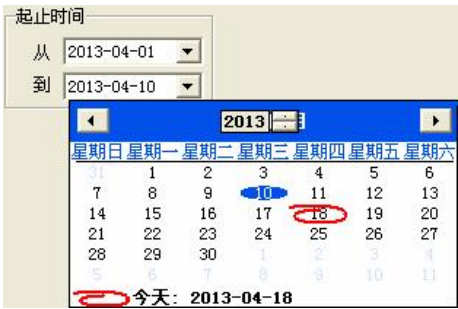 起止时间
从 2013-04-01
到 2013-04-10
2013
星期日 星期一 星期二 星期三 星期四 星期五 星期六
31 1 2 3 4 5 6
7 8 9 10 11 12 13
14 15 16 17 18 19 20
21 22 23 24 25 26 27
28 29 30 1 2 3 4
5 6 7 8 9 10 11
今天: 2013-04-18